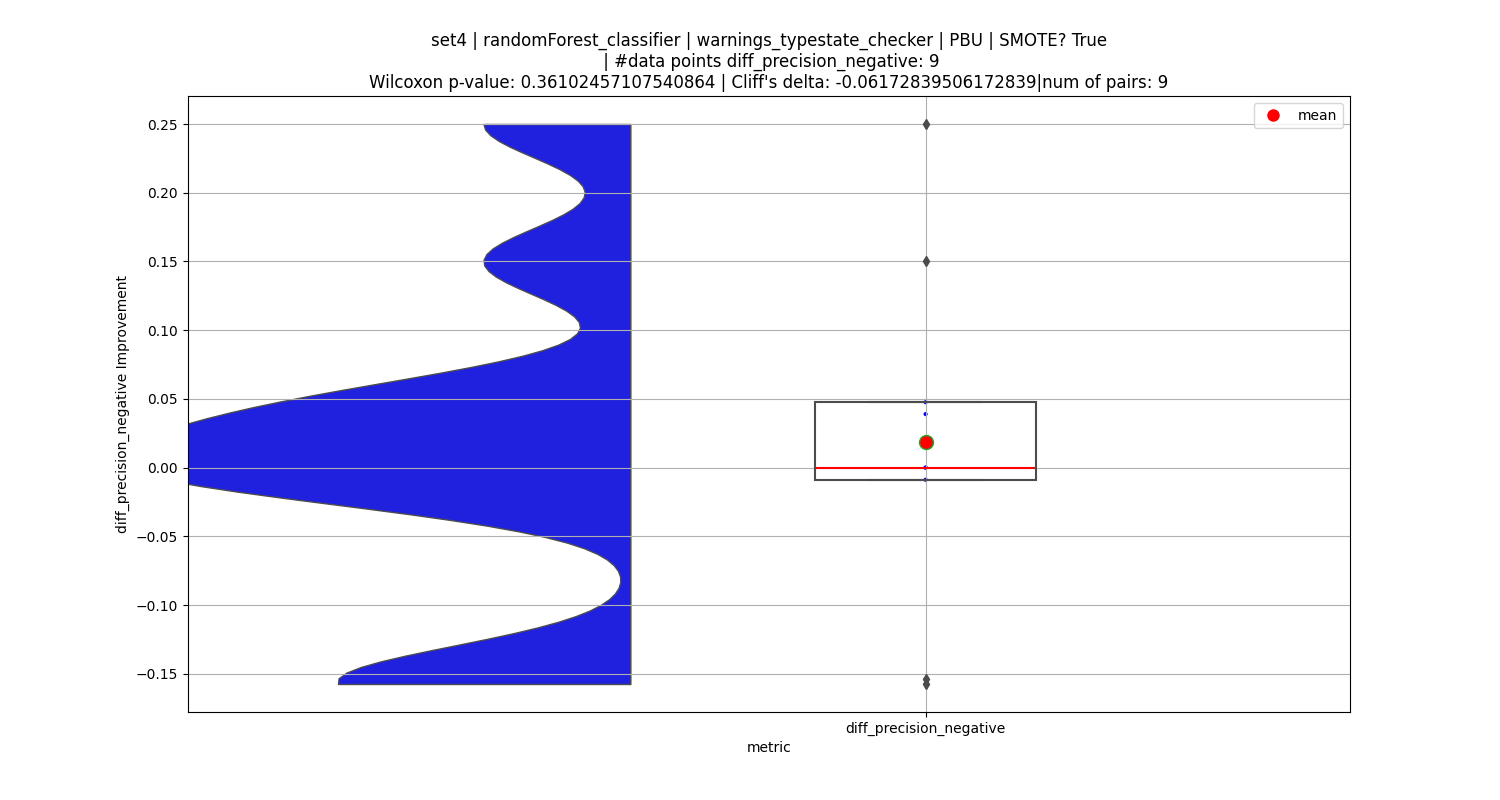 set4 | randomForest_classifier | warnings_typestate_checker | PBU | SMOTE? True
| #data points diff_precision_negative: 9
Wilcoxon p-value: 0.36102457107540864 | Cliff's delta: -0.06172839506172839|num of pairs: 9
mean
0.25
0.20
0.15
0.10
0.05
0.00
−0.05
−0.10
−0.15
diff_precision_negative Improvement
diff_precision_negative
metric